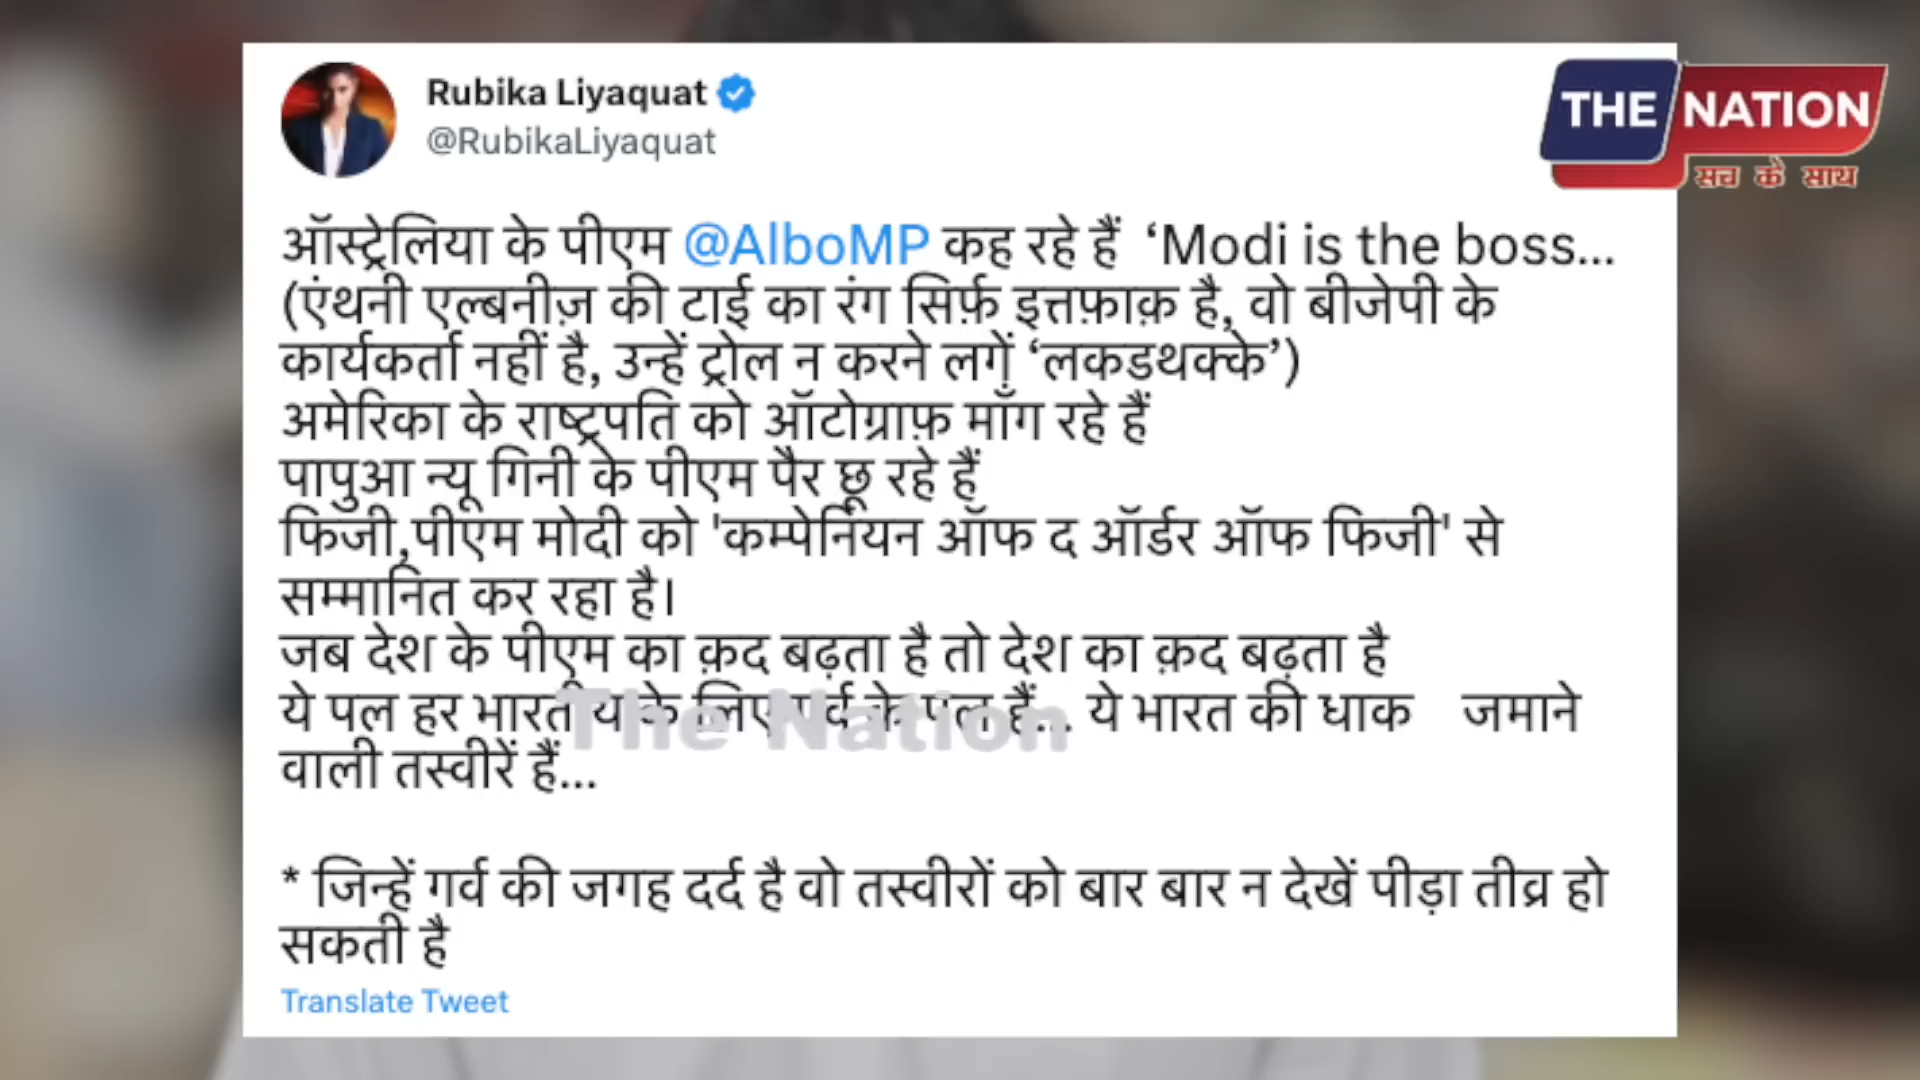 Rubika Liyaquat
@RubikaLiyaquat
THE NATION
सच के साथ
ऑस्ट्रेलिया के पीएम @AlboMP कह रहे हैं ‘Modi is the boss...
(एंथनी एल्बनीज़ की टाई का रंग सिर्फ़ इत्तफ़ाक़ है, वो बीजेपी के
कार्यकर्ता नहीं है, उन्हें ट्रोल न करने लगें ‘लकडथक्के’)
अमेरिका के राष्ट्रपति को ऑटोग्राफ़ माँग रहे हैं
पापुआ न्यू गिनी के पीएम पैर छू रहे हैं
फिजी,पीएम मोदी को 'कम्पेनियन ऑफ द ऑर्डर ऑफ फिजी' से
सम्मानित कर रहा है।
जब देश के पीएम का क़द बढ़ता है तो देश का क़द बढ़ता है
ये पल हर भारतीय के लिए गर्व के पल हैं... ये भारत की धाक जमाने
The Nation
वाली तस्वीरें हैं...
* जिन्हें गर्व की जगह दर्द है वो तस्वीरों को बार बार न देखें पीड़ा तीव्र हो
सकती है
Translate Tweet